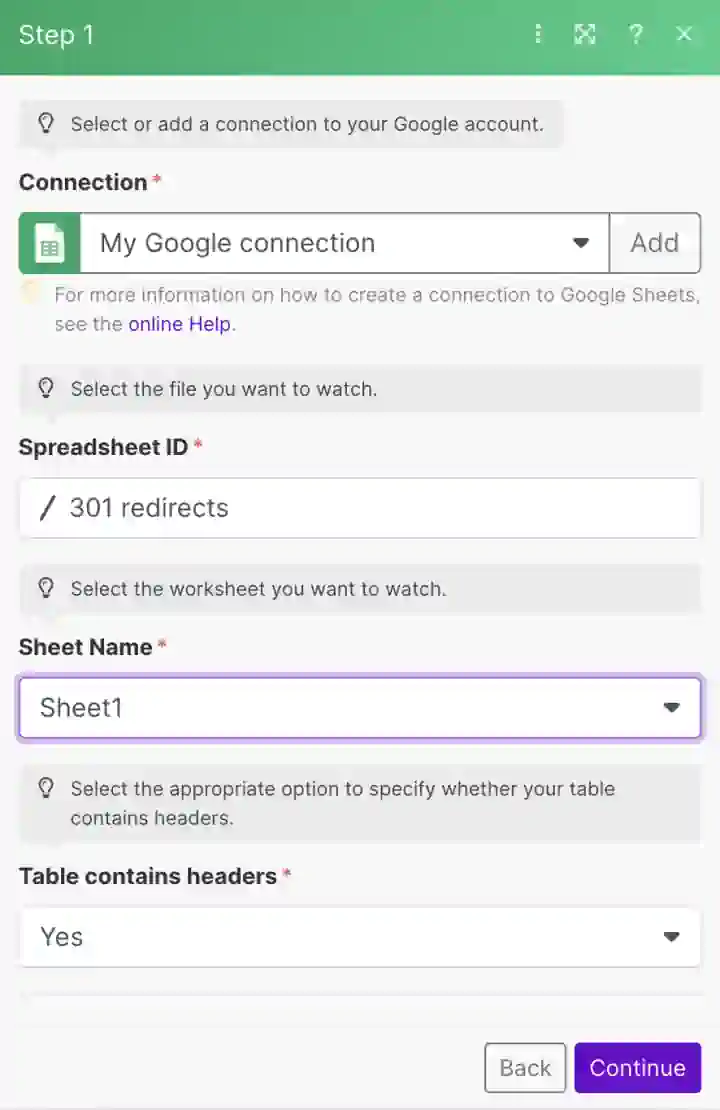 Step 1
?
Select or add a connection to your Google account.
Connection *
My Google connection
Add
For more information on how to create a connection to Google Sheets,
see the online Help.
Select the file you want to watch.
Spreadsheet ID *
/ 301 redirects
Select the worksheet you want to watch.
Sheet Name *
Sheet1
Select the appropriate option to specify whether your table
contains headers.
Table contains headers *
Yes
Back
Continue